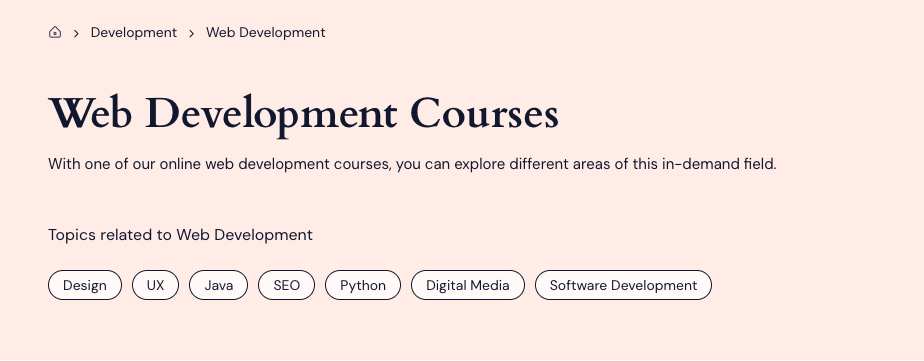 Development > Web Development
Web Development Courses
With one of our online web development courses, you can explore different areas of this in-demand field.
Topics related to Web Development
Design UX Java SEO Python Digital Media Software Development